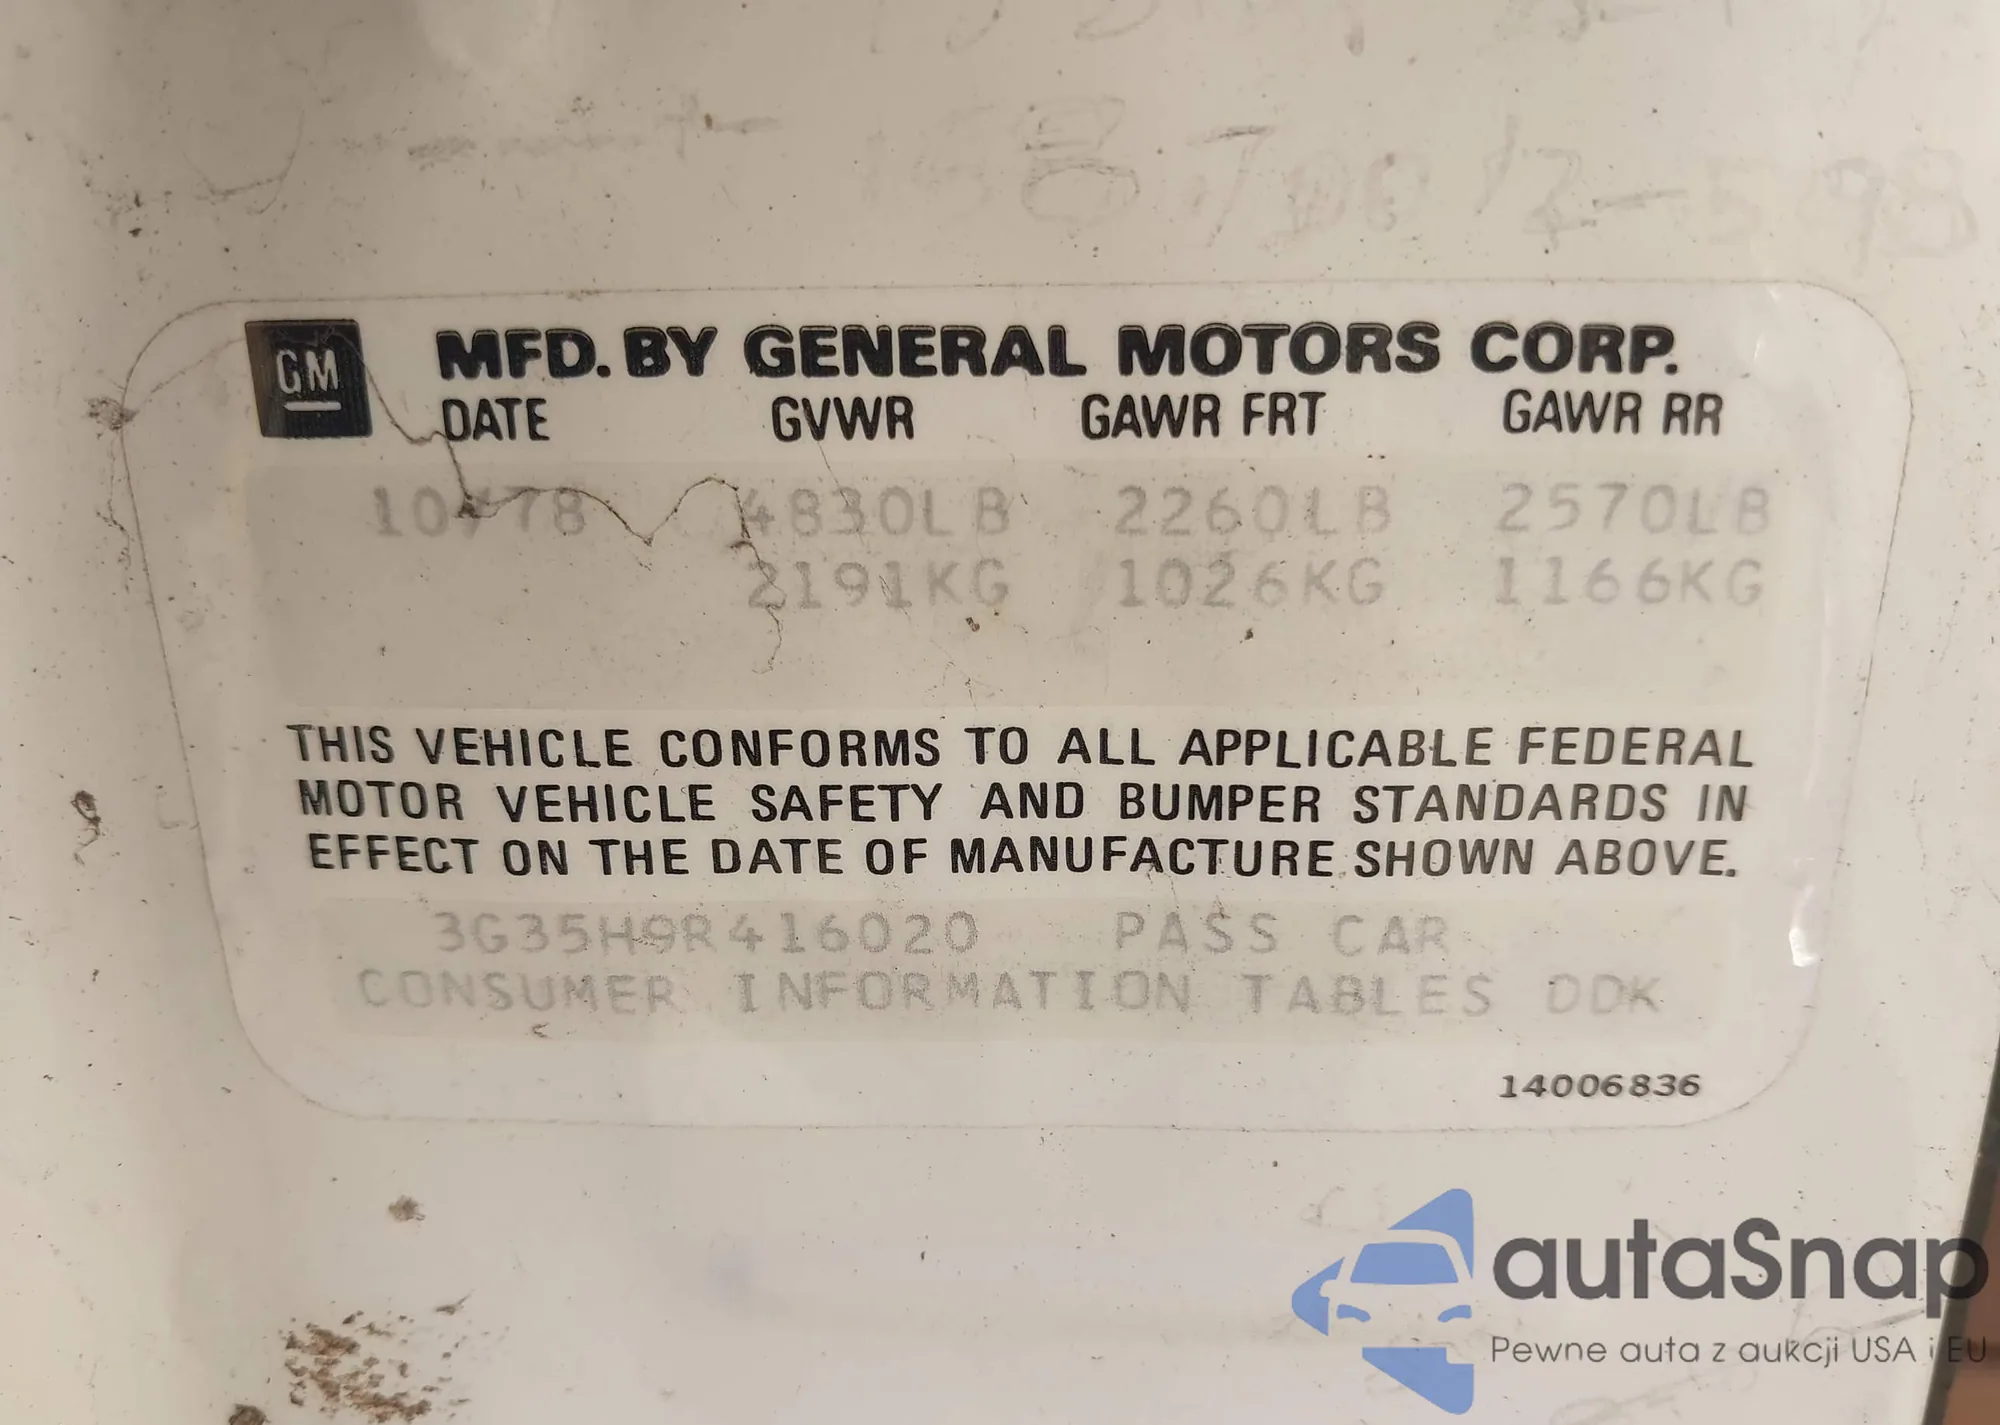 GM MFD. BY GENERAL MOTORS CORP.
DATE GVWR GAWR FRT GAWR RR
10/78 4830LB 2260LB 2570LB
2191KG 1026KG 1166KG
THIS VEHICLE CONFORMS TO ALL APPLICABLE FEDERAL
MOTOR VEHICLE SAFETY AND BUMPER STANDARDS IN
EFFECT ON THE DATE OF MANUFACTURE SHOWN ABOVE.
3G35H9R416020 PASS CAR
CONSUMER INFORMATION TABLES DDK
14006836
autaSnap
Pewne auta z aukcji USA i EU